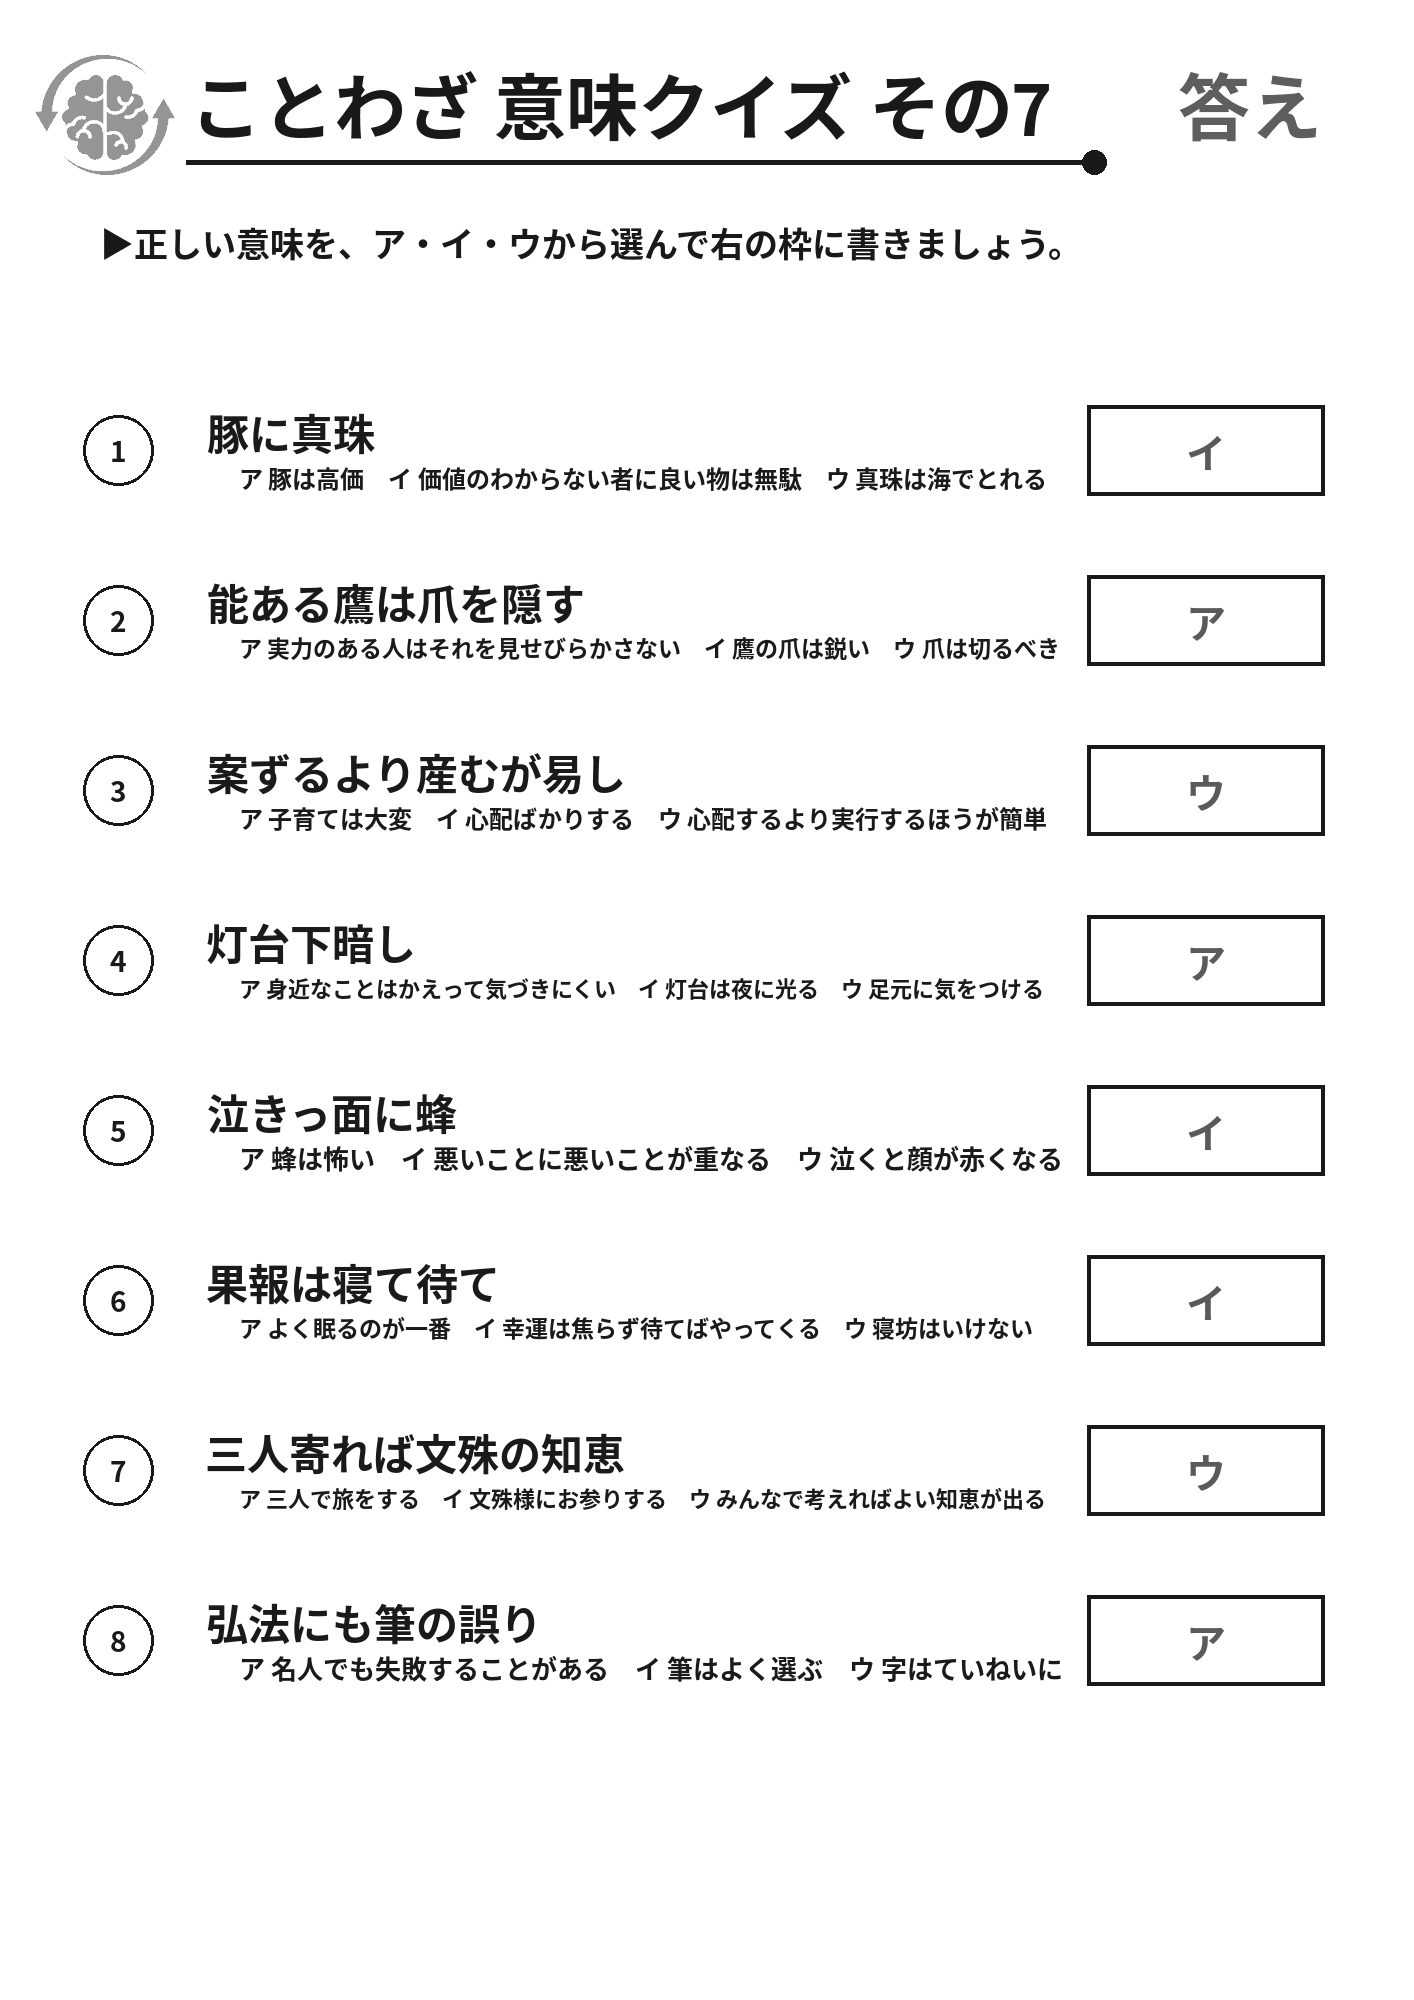 ことわざ 意味クイズ その7　答え
▶正しい意味を、ア・イ・ウから選んで右の枠に書きましょう。
1 豚に真珠
ア 豚は高価　イ 価値のわからない者に良い物は無駄　ウ 真珠は海でとれる
イ
2 能ある鷹は爪を隠す
ア 実力のある人はそれを見せびらかさない　イ 鷹の爪は鋭い　ウ 爪は切るべき
ア
3 案ずるより産むが易し
ア 子育ては大変　イ 心配ばかりする　ウ 心配するより実行するほうが簡単
ウ
4 灯台下暗し
ア 身近なことはかえって気づきにくい　イ 灯台は夜に光る　ウ 足元に気をつける
ア
5 泣きっ面に蜂
ア 蜂は怖い　イ 悪いことに悪いことが重なる　ウ 泣くと顔が赤くなる
イ
6 果報は寝て待て
ア よく眠るのが一番　イ 幸運は焦らず待てばやってくる　ウ 寝坊はいけない
イ
7 三人寄れば文殊の知恵
ア 三人で旅をする　イ 文殊様にお参りする　ウ みんなで考えればよい知恵が出る
ウ
8 弘法にも筆の誤り
ア 名人でも失敗することがある　イ 筆はよく選ぶ　ウ 字はていねいに
ア